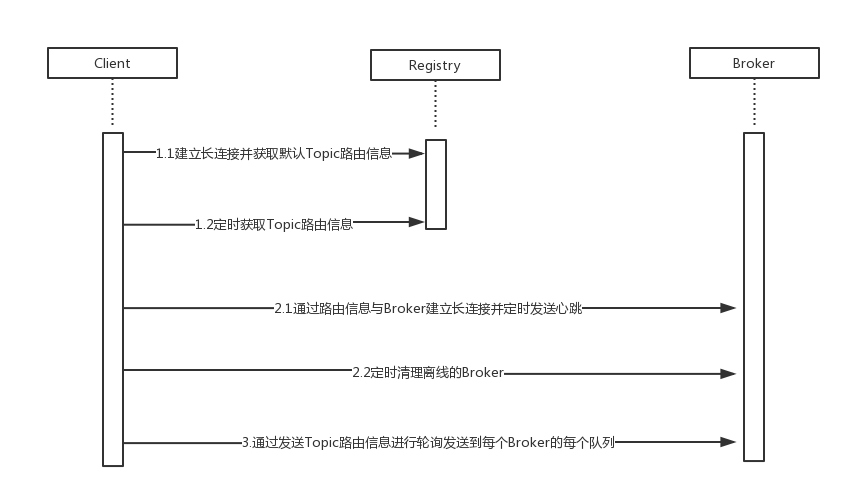 Client
Registry
Broker
1.1建立长连接并获取默认Topic路由信息
1.2定时获取Topic路由信息
2.1通过路由信息与Broker建立长连接并定时发送心跳
2.2定时清理离线的Broker
3.通过发送Topic路由信息进行轮询发送到每个Broker的每个队列